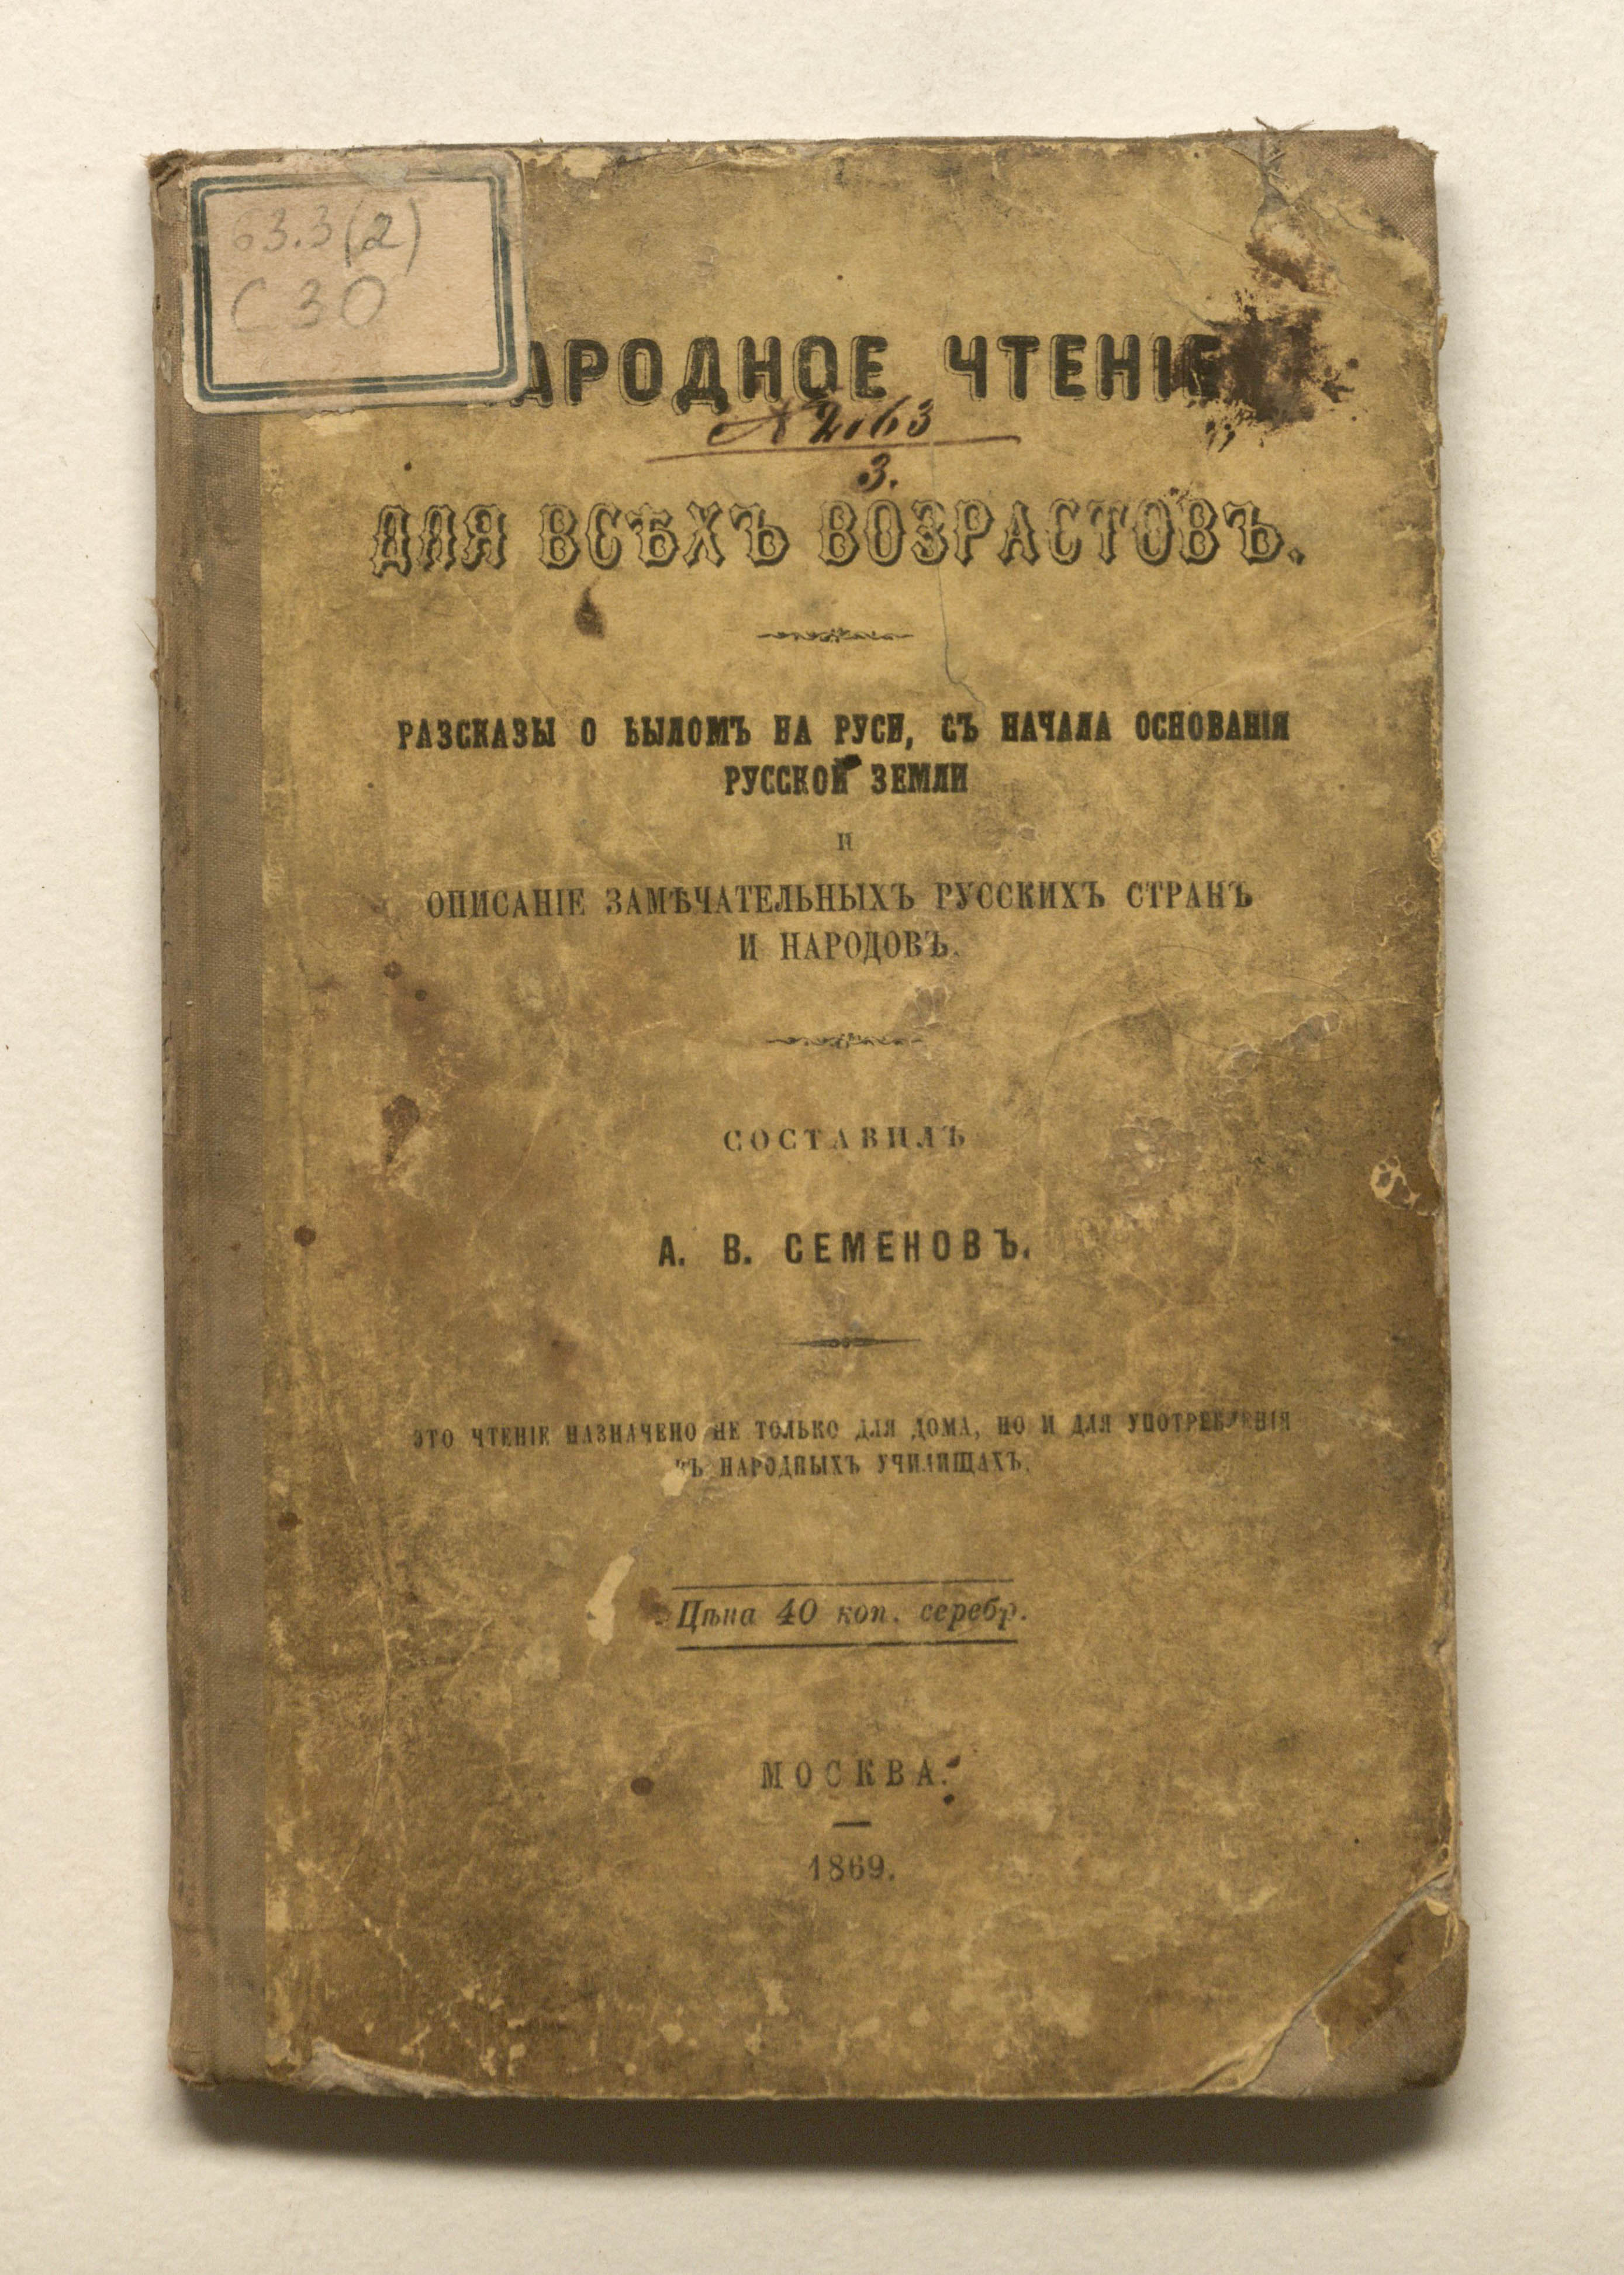 63.3(2)
С30
НАРОДНОЕ ЧТЕНІЕ
№ 2163
3.
ДЛЯ ВСѢХЪ ВОЗРАСТОВЪ.
РАЗСКАЗЫ О БЫЛОМЪ НА РУСИ, СЪ НАЧАЛА ОСНОВАНІЯ
РУССКОЙ ЗЕМЛИ
И
ОПИСАНІЕ ЗАМѢЧАТЕЛЬНЫХЪ РУССКИХЪ СТРАНЪ
И НАРОДОВЪ.
СОСТАВИЛЪ
А. В. СЕМЕНОВЪ.
ЭТО ЧТЕНІЕ НАЗНАЧЕНО НЕ ТОЛЬКО ДЛЯ ДОМА, НО И ДЛЯ УПОТРЕБЛЕНІЯ
ВЪ НАРОДНЫХЪ УЧИЛИЩАХЪ.
Цѣна 40 коп. серебр.
МОСКВА.
1869.